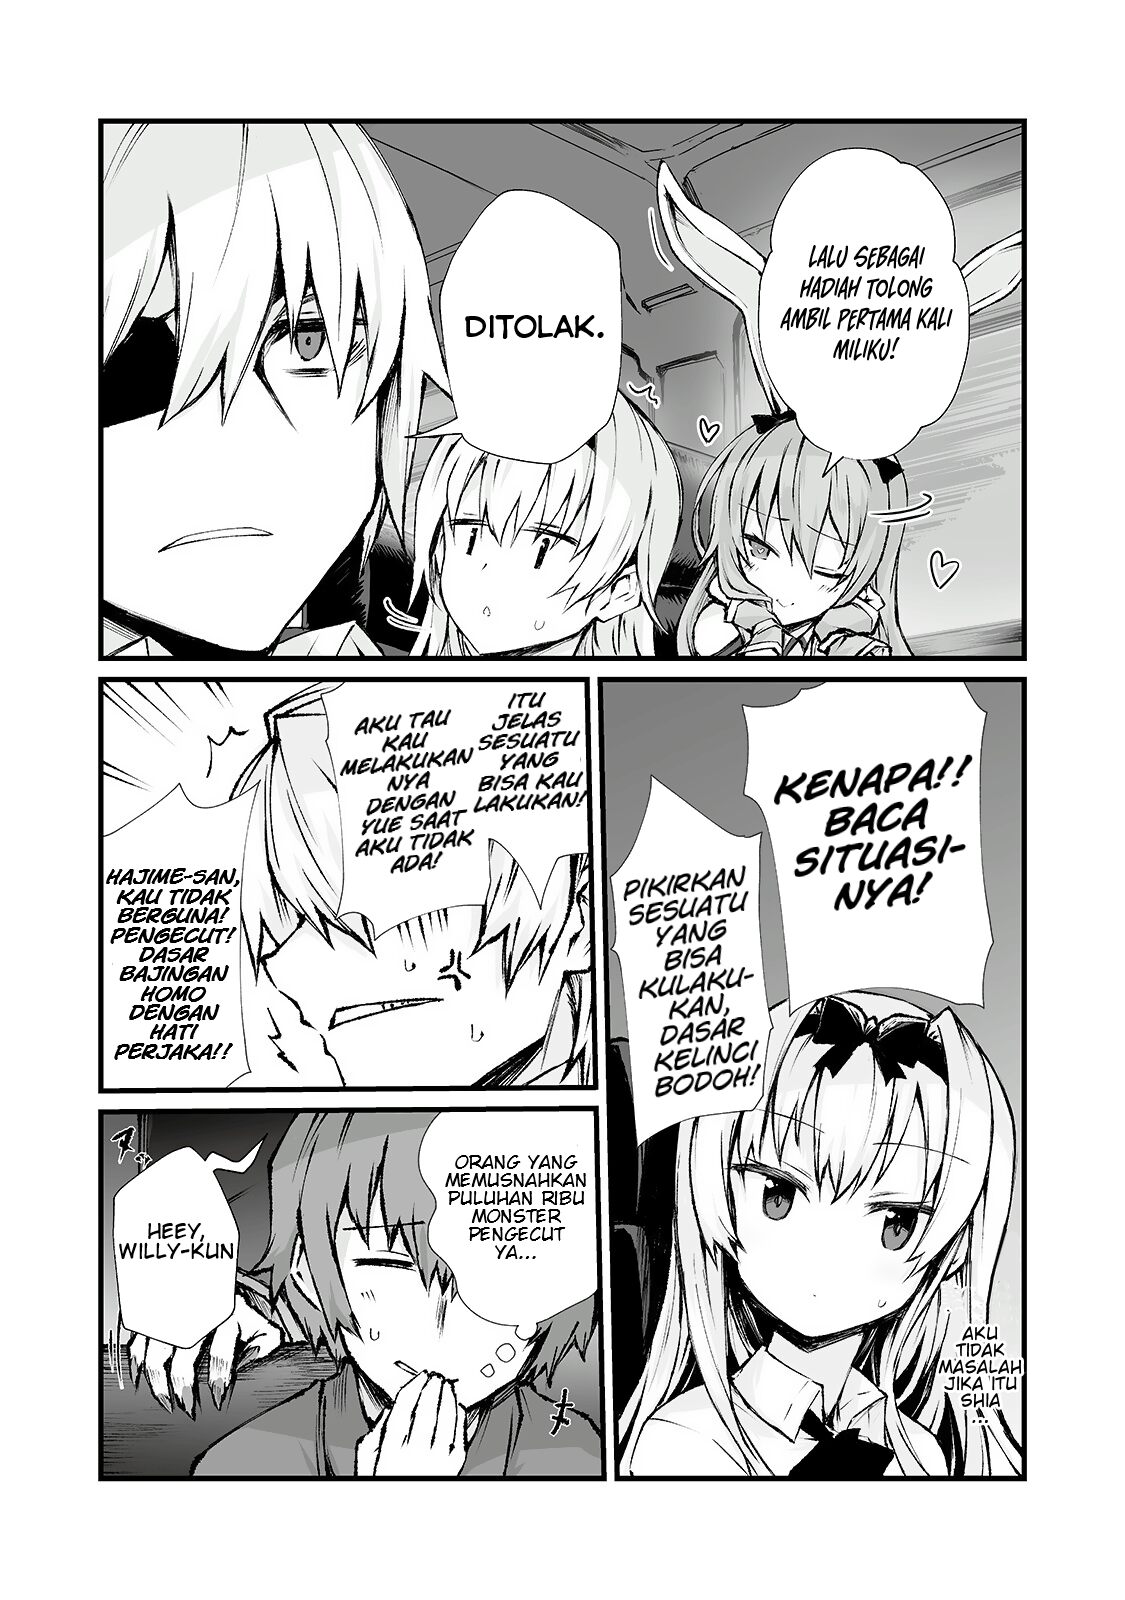 LALU SEBAGAI
HADIAH TOLONG
AMBIL PERTAMA KALI
MILIKU!
DITOLAK.
KENAPA!!
BACA
SITUASI-
NYA!
PIKIRKAN
SESUATU
YANG
BISA
KULAKU-
KAN,
DASAR
KELINCI
BODOH!
AKU
TIDAK
MASALAH
JIKA ITU
SHIA
...
ITU
JELAS
SESUATU
YANG
BISA KAU
LAKUKAN!
AKU TAU
KAU
MELAKUKAN
NYA
DENGAN
YUE SAAT
AKU TIDAK
ADA!
HAJIME-SAN,
KAU TIDAK
BERGUNA!
PENGECUT!
DASAR
BAJINGAN
HOMO
DENGAN
HATI
PERJAKA!!
ORANG YANG
MEMUSNAHKAN
PULUHAN RIBU
MONSTER
PENGECUT
YA...
HEEY,
WILLY-KUN